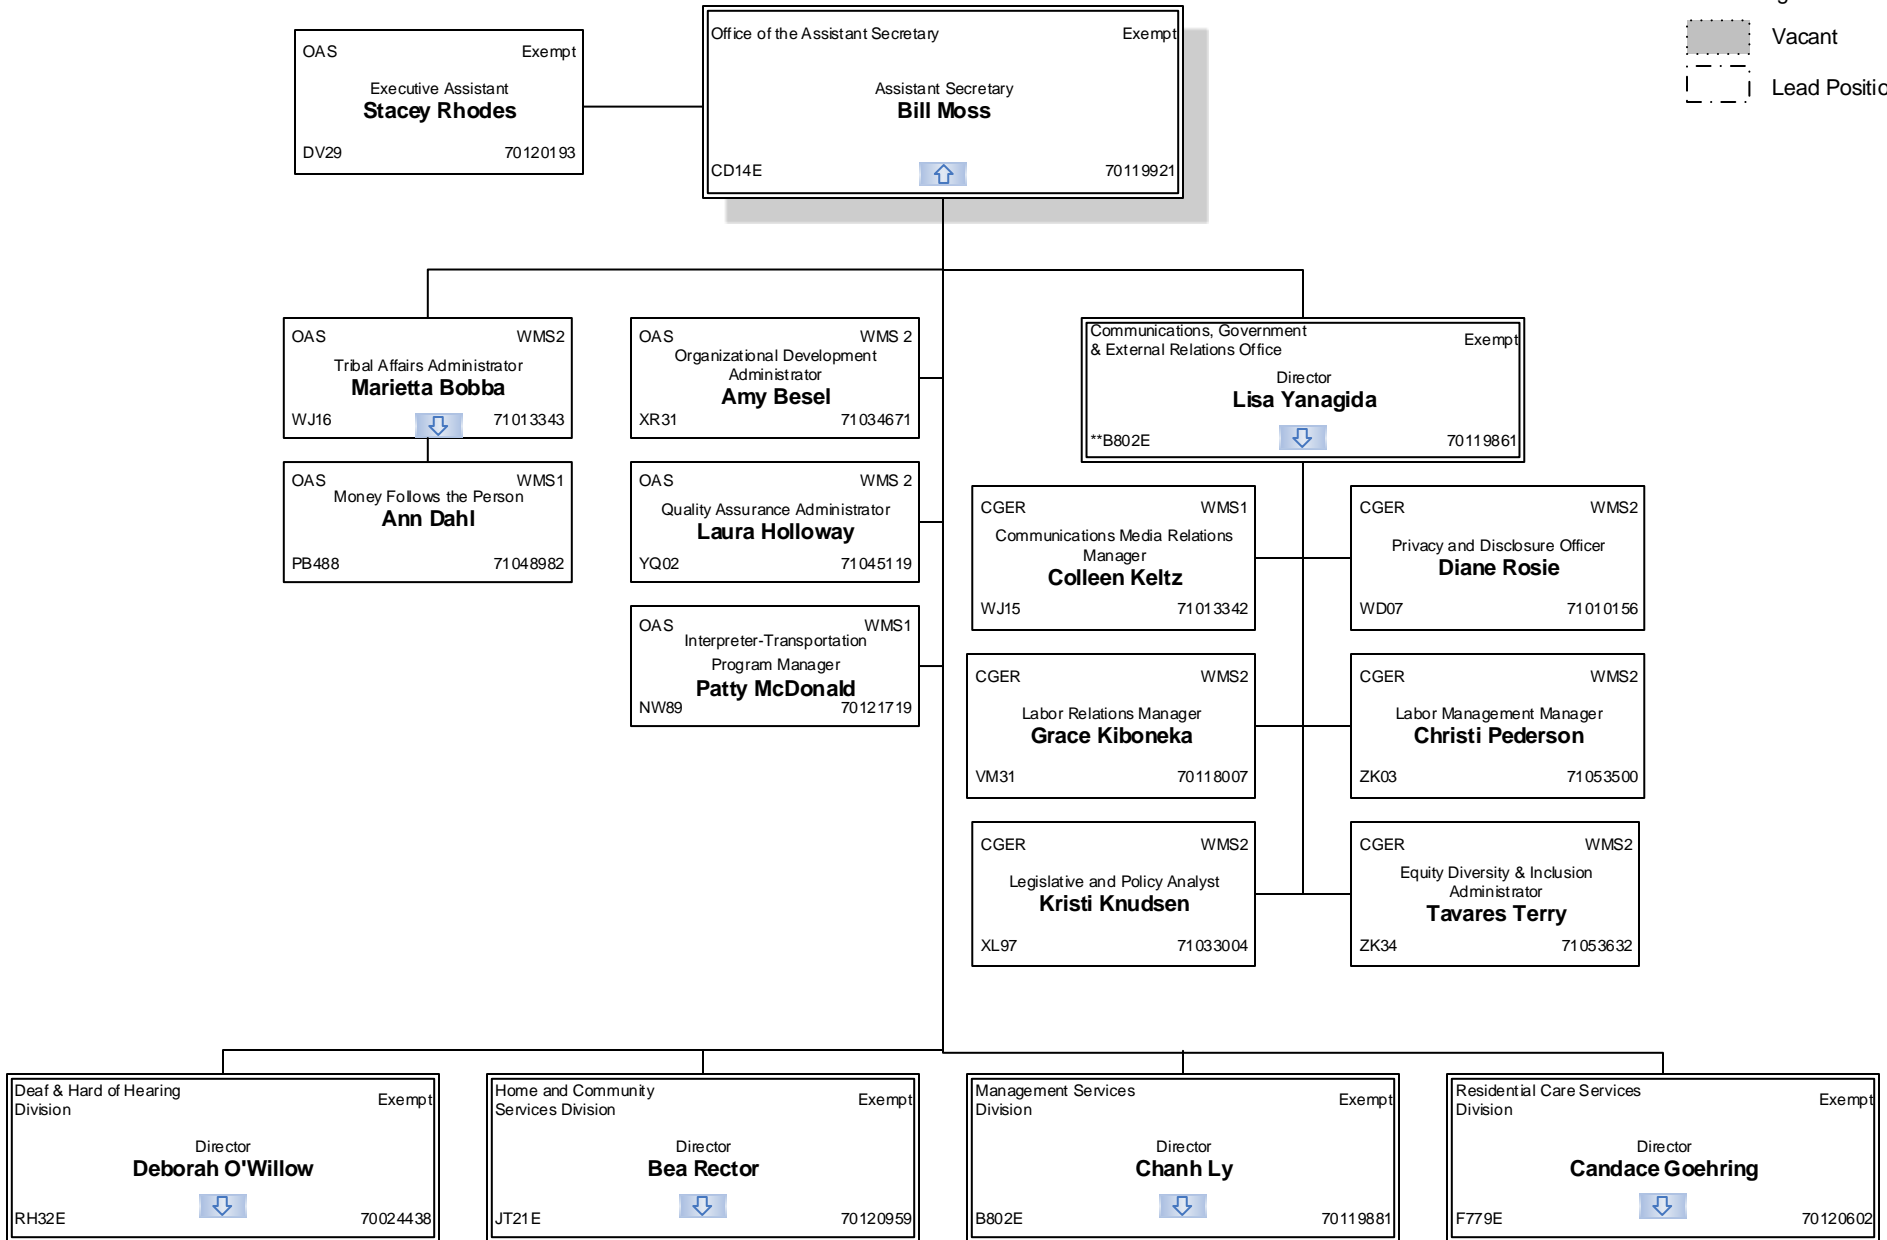 Vacant
Lead Positio
OAS Exempt
Executive Assistant
Stacey Rhodes
DV29 70120193
Office of the Assistant Secretary Exempt
Assistant Secretary
Bill Moss
CD14E 70119921
OAS WMS2
Tribal Affairs Administrator
Marietta Bobba
WJ16 71013343
OAS WMS1
Money Follows the Person
Ann Dahl
PB488 71048982
OAS WMS 2
Organizational Development
Administrator
Amy Besel
XR31 71034671
OAS WMS 2
Quality Assurance Administrator
Laura Holloway
YQ02 71045119
OAS WMS1
Interpreter-Transportation
Program Manager
Patty McDonald
NW89 70121719
Communications, Government
& External Relations Office Exempt
Director
Lisa Yanagida
**B802E 70119861
CGER WMS1
Communications Media Relations
Manager
Colleen Keltz
WJ15 71013342
CGER WMS2
Privacy and Disclosure Officer
Diane Rosie
WD07 71010156
CGER WMS2
Labor Relations Manager
Grace Kiboneka
VM31 70118007
CGER WMS2
Labor Management Manager
Christi Pederson
ZK03 71053500
CGER WMS2
Legislative and Policy Analyst
Kristi Knudsen
XL97 71033004
CGER WMS2
Equity Diversity & Inclusion
Administrator
Tavares Terry
ZK34 71053632
Deaf & Hard of Hearing
Division Exempt
Director
Deborah O'Willow
RH32E 70024438
Home and Community
Services Division Exempt
Director
Bea Rector
JT21E 70120959
Management Services
Division Exempt
Director
Chanh Ly
B802E 70119881
Residential Care Services
Division Exempt
Director
Candace Goehring
F779E 70120602